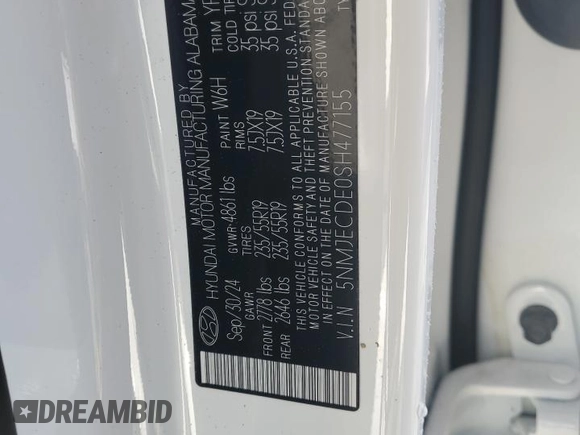 MANUFACTURED BY
HYUNDAI MOTOR MANUFACTURING ALABAMA
Sep/30/24 GVWR 4861 lbs PAINT W6H TRIM
GAWR TIRES RIMS COLD TIRE
FRONT 2778 lbs 235/55R19 7.5JX19 35 psi
REAR 2646 lbs 235/55R19 7.5JX19 35 psi
THIS VEHICLE CONFORMS TO ALL APPLICABLE U.S.A. FED
MOTOR VEHICLE SAFETY AND THEFT PREVENTION STANDA
IN EFFECT ON THE DATE OF MANUFACTURE SHOWN ABO
V.I.N 5NMJECDE0SH477155
DREAMBID